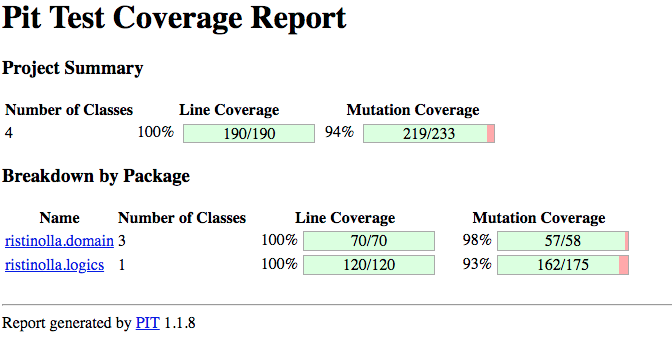 Pit Test Coverage Report
Project Summary
Number of Classes Line Coverage Mutation Coverage
4 100% 190/190 94% 219/233
Breakdown by Package
Name Number of Classes Line Coverage Mutation Coverage
ristinolla.domain 3 100% 70/70 98% 57/58
ristinolla.logics 1 100% 120/120 93% 162/175
Report generated by PIT 1.1.8